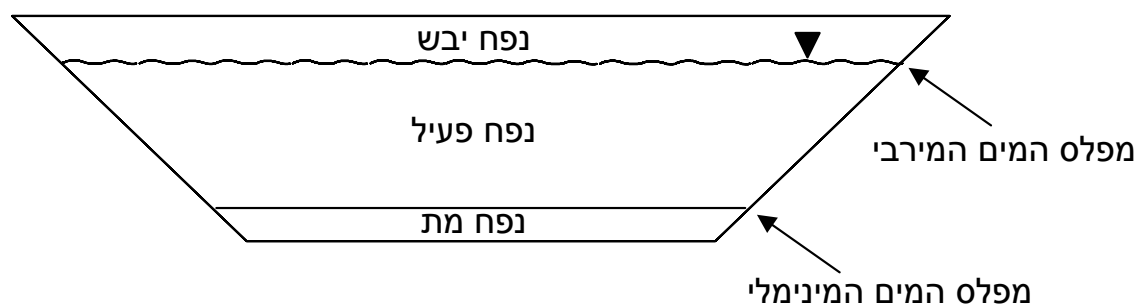 נפח יבש
נפח פעיל
מפלס המים המירבי
נפח מת
מפלס המים המינימלי